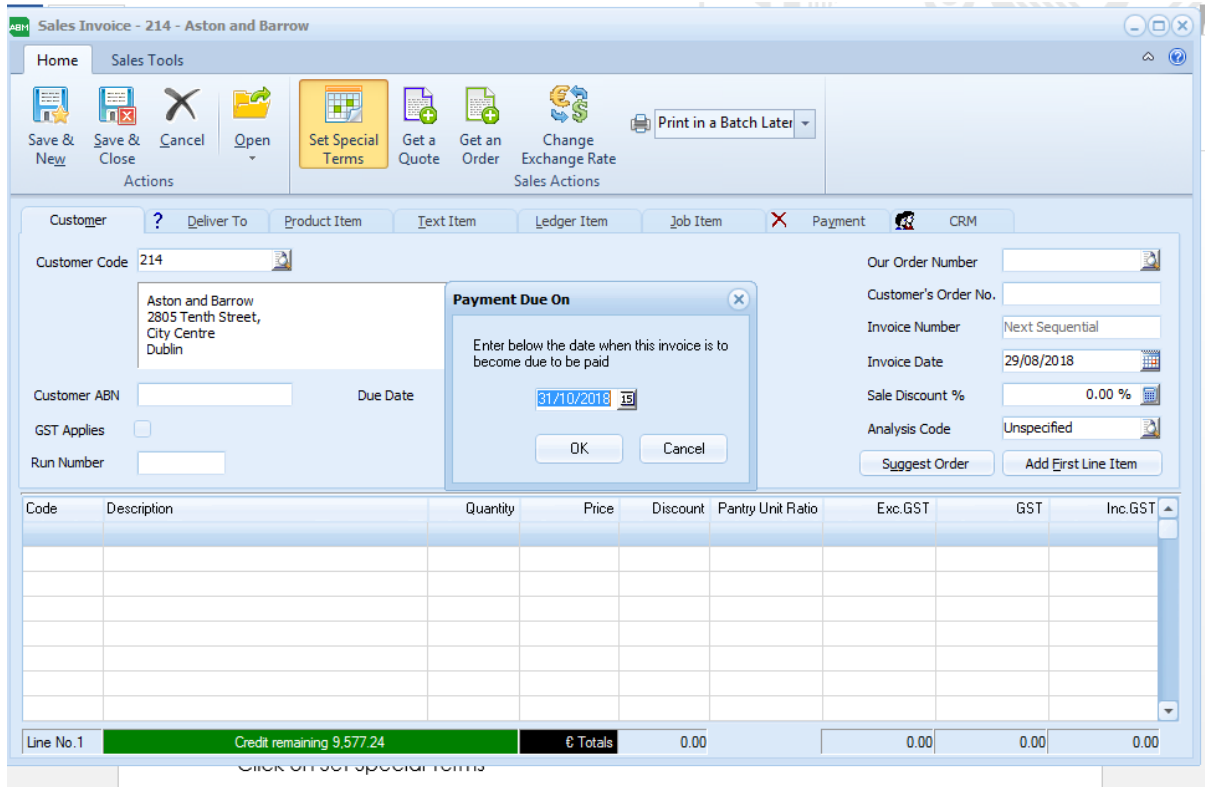 ABM Sales Invoice - 214 - Aston and Barrow
Home Sales Tools
Save & New
Save & Close
Cancel
Open
Set Special Terms
Get a Quote
Get an Order
Change Exchange Rate
Print in a Batch Later
Actions
Sales Actions
Customer ? Deliver To Product Item Text Item Ledger Item Job Item Payment CRM
Customer Code 214
Aston and Barrow
2805 Tenth Street,
City Centre
Dublin
Customer ABN
Due Date
GST Applies
Run Number
Payment Due On
Enter below the date when this invoice is to
become due to be paid
31/10/2018 15
OK Cancel
Our Order Number
Customer's Order No.
Invoice Number Next Sequential
Invoice Date 29/08/2018
Sale Discount % 0.00 %
Analysis Code Unspecified
Suggest Order Add First Line Item
Code Description Quantity Price Discount Pantry Unit Ratio Exc.GST GST Inc.GST
Line No.1 Credit remaining 9,577.24 € Totals 0.00 0.00 0.00 0.00
Click on Set Special Terms